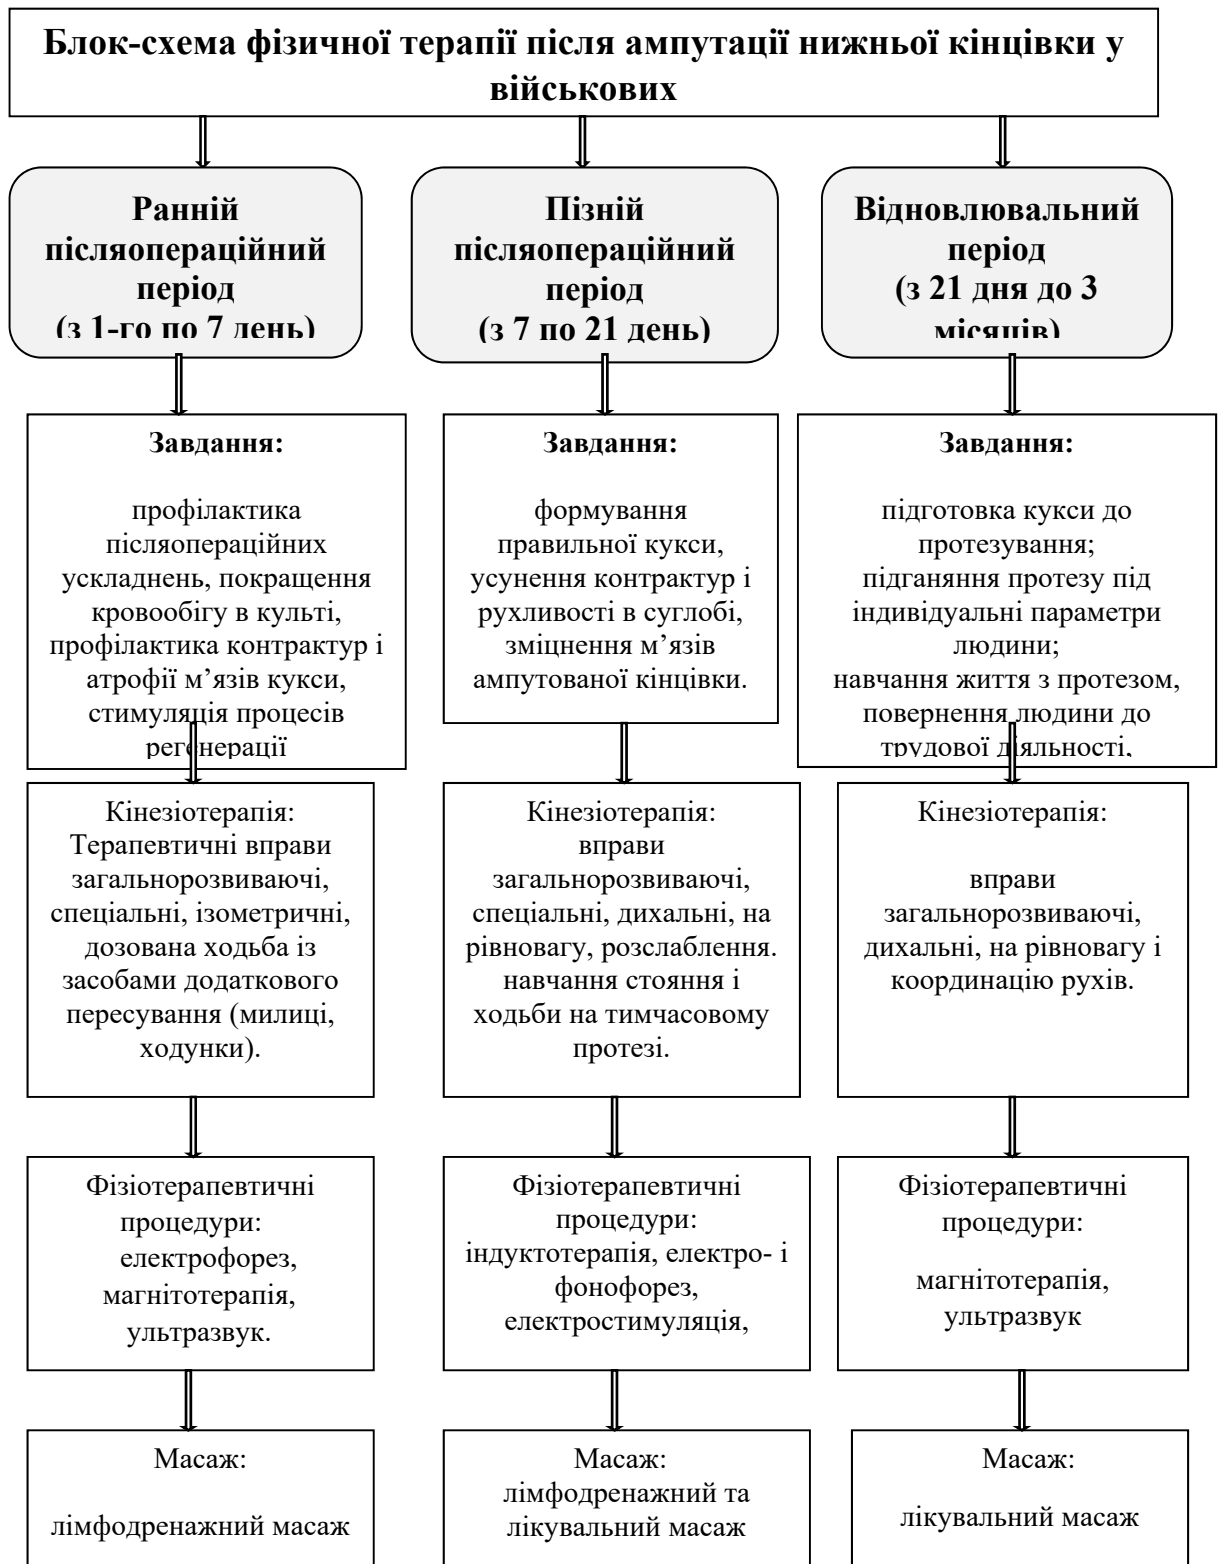 Блок-схема фізичної терапії після ампутації нижньої кінцівки у
військових
Ранній
післяопераційний
період
(з 1-го по 7 день)
Пізній
післяопераційний
період
(з 7 по 21 день)
Відновлювальний
період
(з 21 дня до 3
місяців)
Завдання:
профілактика
післяопераційних
ускладнень, покращення
кровообігу в культі,
профілактика контрактур і
атрофії м’язів кукси,
стимуляція процесів
регенерації
Завдання:
формування
правильної кукси,
усунення контрактур і
рухливості в суглобі,
зміцнення м’язів
ампутованої кінцівки.
Завдання:
підготовка кукси до
протезування;
підганяння протезу під
індивідуальні параметри
людини;
навчання життя з протезом,
повернення людини до
трудової діяльності,
Кінезіотерапія:
Терапевтичні вправи
загальнорозвиваючі,
спеціальні, ізометричні,
дозована ходьба із
засобами додаткового
пересування (милиці,
ходунки).
Кінезіотерапія:
вправи
загальнорозвиваючі,
спеціальні, дихальні, на
рівновагу, розслаблення.
навчання стояння і
ходьби на тимчасовому
протезі.
Кінезіотерапія:
вправи
загальнорозвиваючі,
дихальні, на рівновагу і
координацію рухів.
Фізіотерапевтичні
процедури:
електрофорез,
магнітотерапія,
ультразвук.
Фізіотерапевтичні
процедури:
індуктотерапія, електро- і
фонофорез,
електростимуляція,
Фізіотерапевтичні
процедури:
магнітотерапія,
ультразвук
Масаж:
лімфодренажний масаж
Масаж:
лімфодренажний та
лікувальний масаж
Масаж:
лікувальний масаж